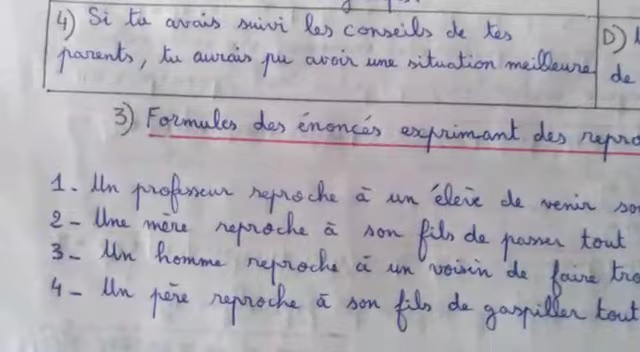 4) Si tu avais suivi les conseils de tes
parents, tu aurais pu avoir une situation meilleure
D)
de
3) Formules des énoncés exprimant des repro
1- Un professeur reproche à un élève de venir
2- Une mère reproche à son fils de passer tout
3- Un homme reproche à un voisin de faire tro
4- Un père reproche à son fils de gaspiller tout